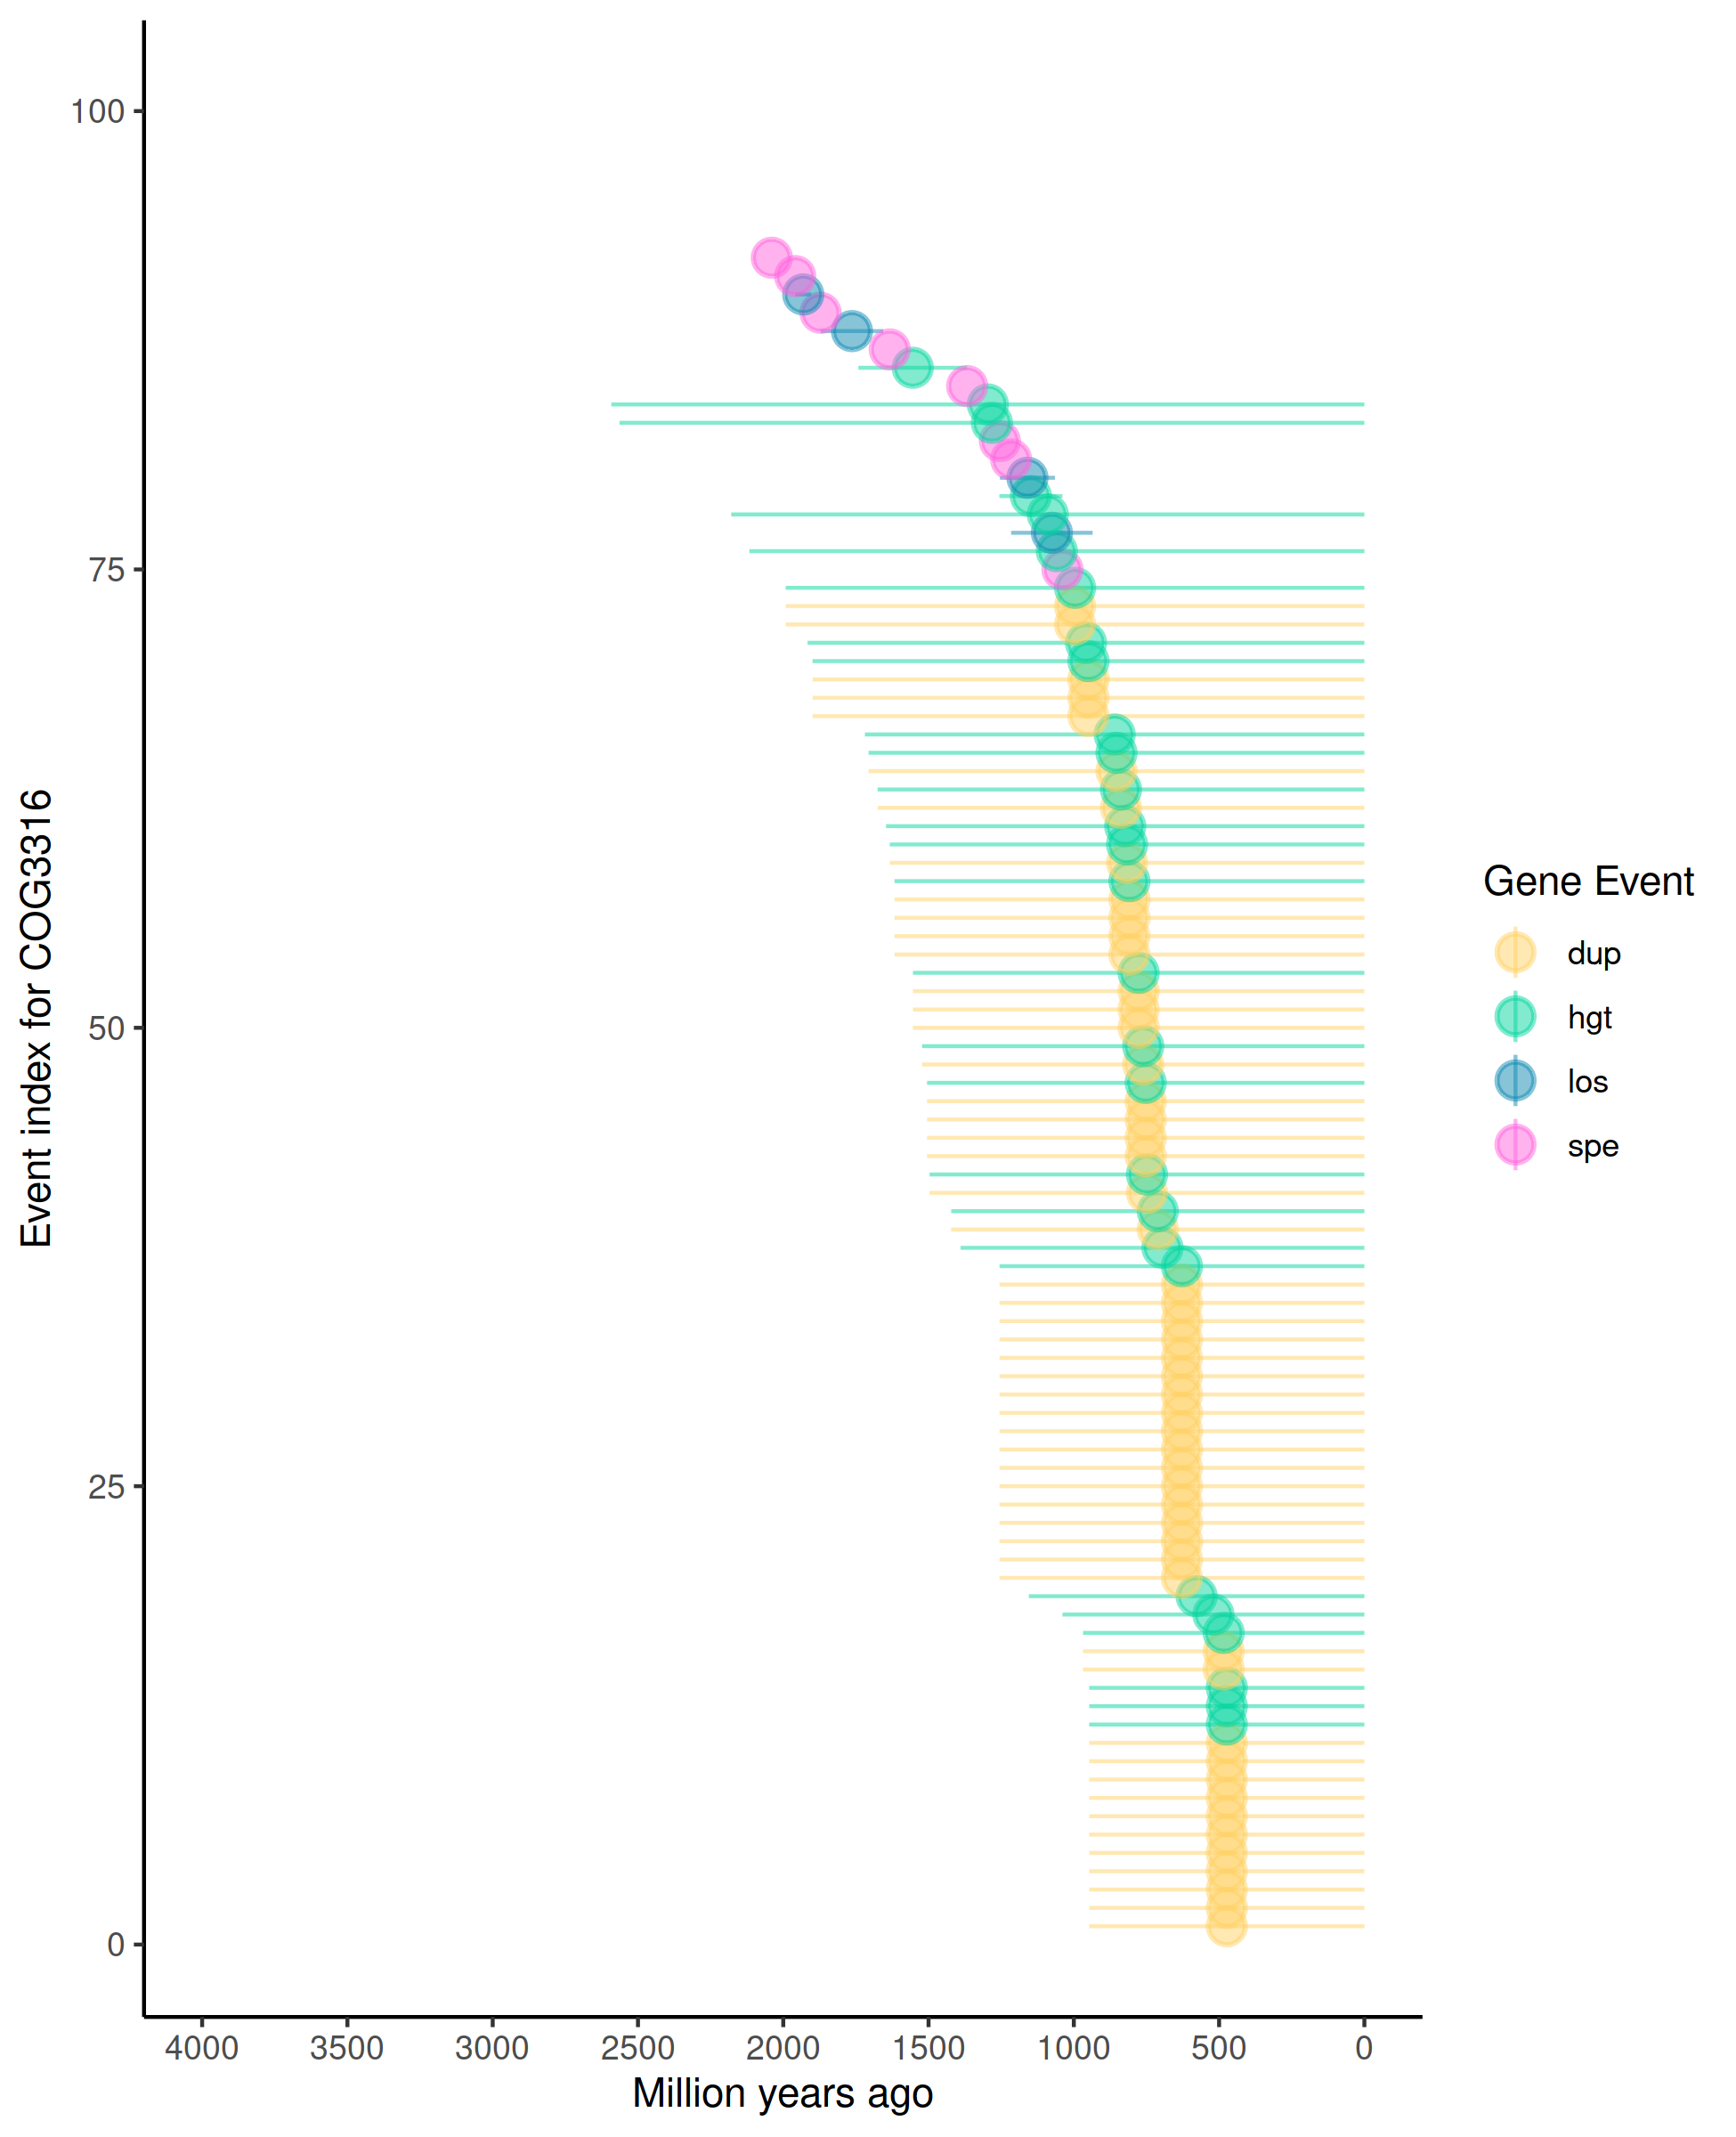 100
75
50
25
0
Event index for COG3316
4000 3500 3000 2500 2000 1500 1000 500 0
Million years ago
Gene Event
dup
hgt
los
spe